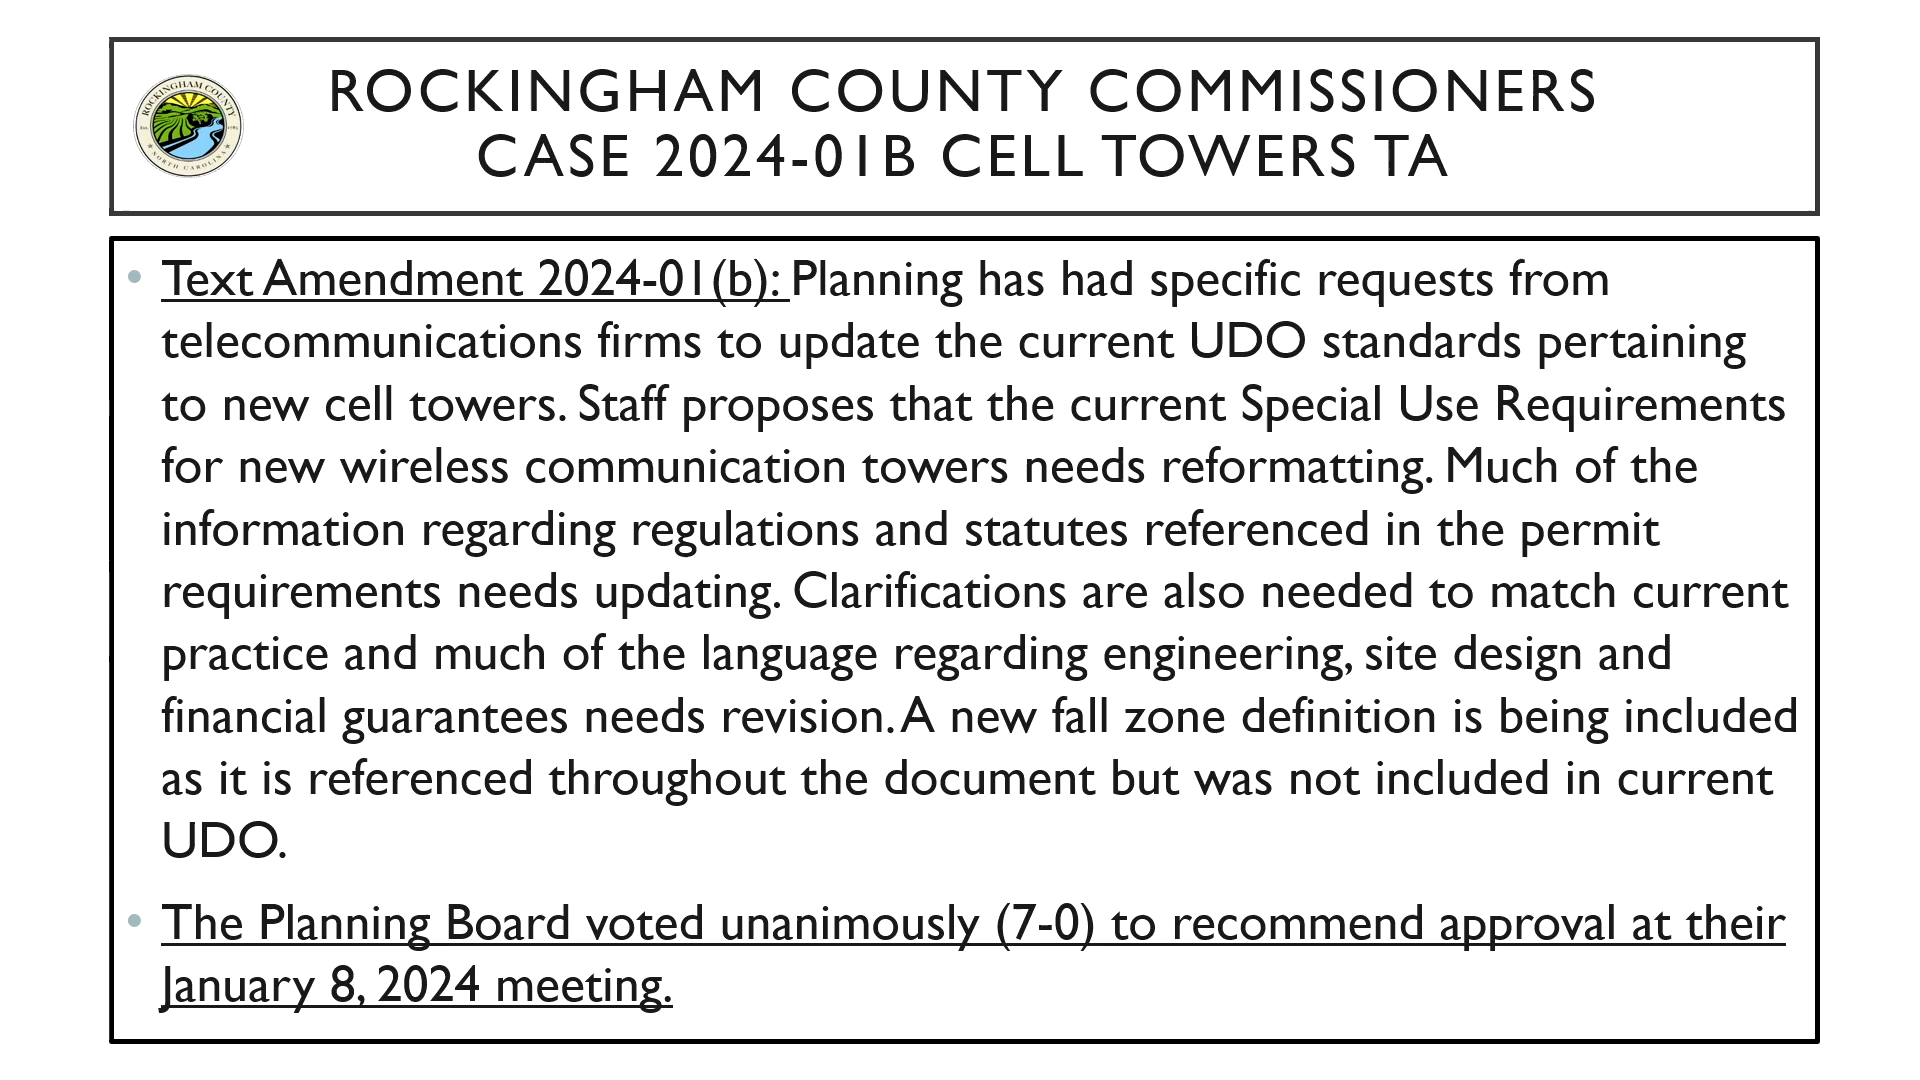 ROCKINGHAM COUNTY COMMISSIONERS
CASE 2024-01B CELL TOWERS TA
ROCKINGHAM COUNTY
NORTH CAROLINA
• Text Amendment 2024-01(b): Planning has had specific requests from
telecommunications firms to update the current UDO standards pertaining
to new cell towers. Staff proposes that the current Special Use Requirements
for new wireless communication towers needs reformatting. Much of the
information regarding regulations and statutes referenced in the permit
requirements needs updating. Clarifications are also needed to match current
practice and much of the language regarding engineering, site design and
financial guarantees needs revision. A new fall zone definition is being included
as it is referenced throughout the document but was not included in current
UDO.
• The Planning Board voted unanimously (7-0) to recommend approval at their
January 8, 2024 meeting.